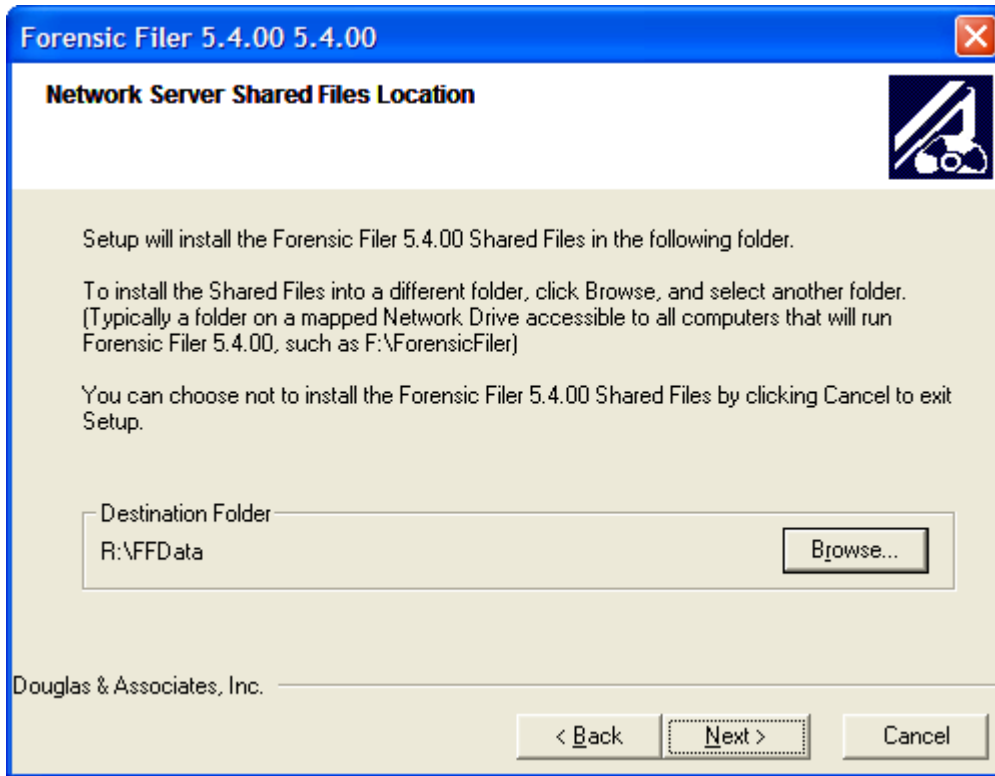 Forensic Filer 5.4.00 5.4.00
Network Server Shared Files Location
Setup will install the Forensic Filer 5.4.00 Shared Files in the following folder.
To install the Shared Files into a different folder, click Browse, and select another folder.
(Typically a folder on a mapped Network Drive accessible to all computers that will run
Forensic Filer 5.4.00, such as F:\ForensicFiler)
You can choose not to install the Forensic Filer 5.4.00 Shared Files by clicking Cancel to exit
Setup.
Destination Folder
R:\FFData
Browse...
Douglas & Associates, Inc.
< Back
Next >
Cancel